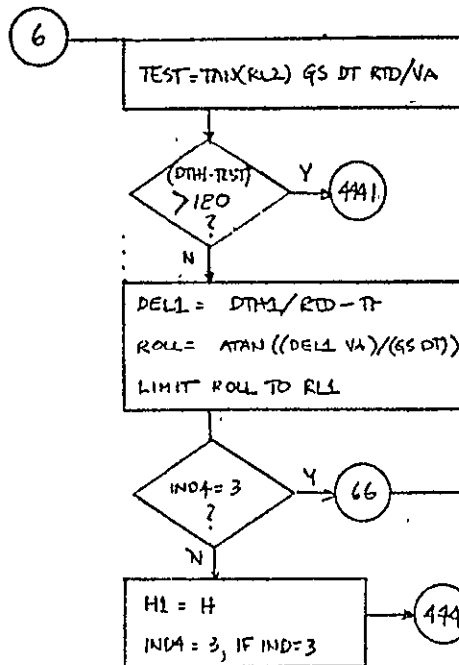 6
TEST=TAN(RL2) GS DT RTD/VA
(DTH1-TEST)
>180
?
Y
4441
N
DEL1 = DTH1/RTD-π
ROLL= ATAN((DEL1 VA)/(GS DT))
LIMIT ROLL TO RL1
IND4=3
?
Y
66
N
H1 = H
IND4 = 3, IF IND=3
444